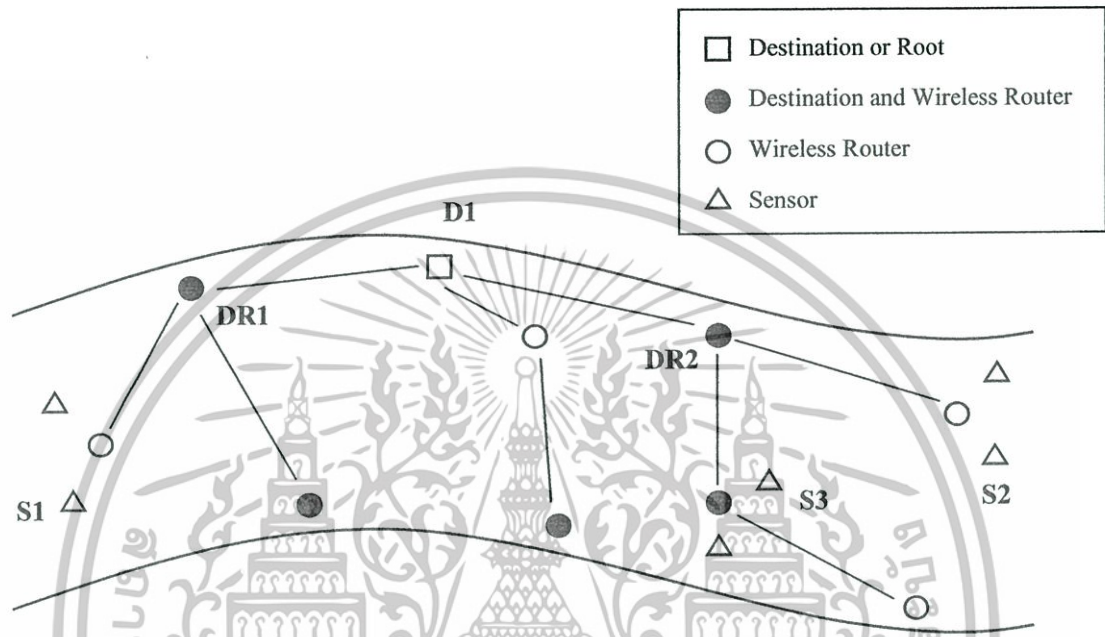 Destination or Root
Destination and Wireless Router
Wireless Router
Sensor
D1
DR1
DR2
S1
S3
S2